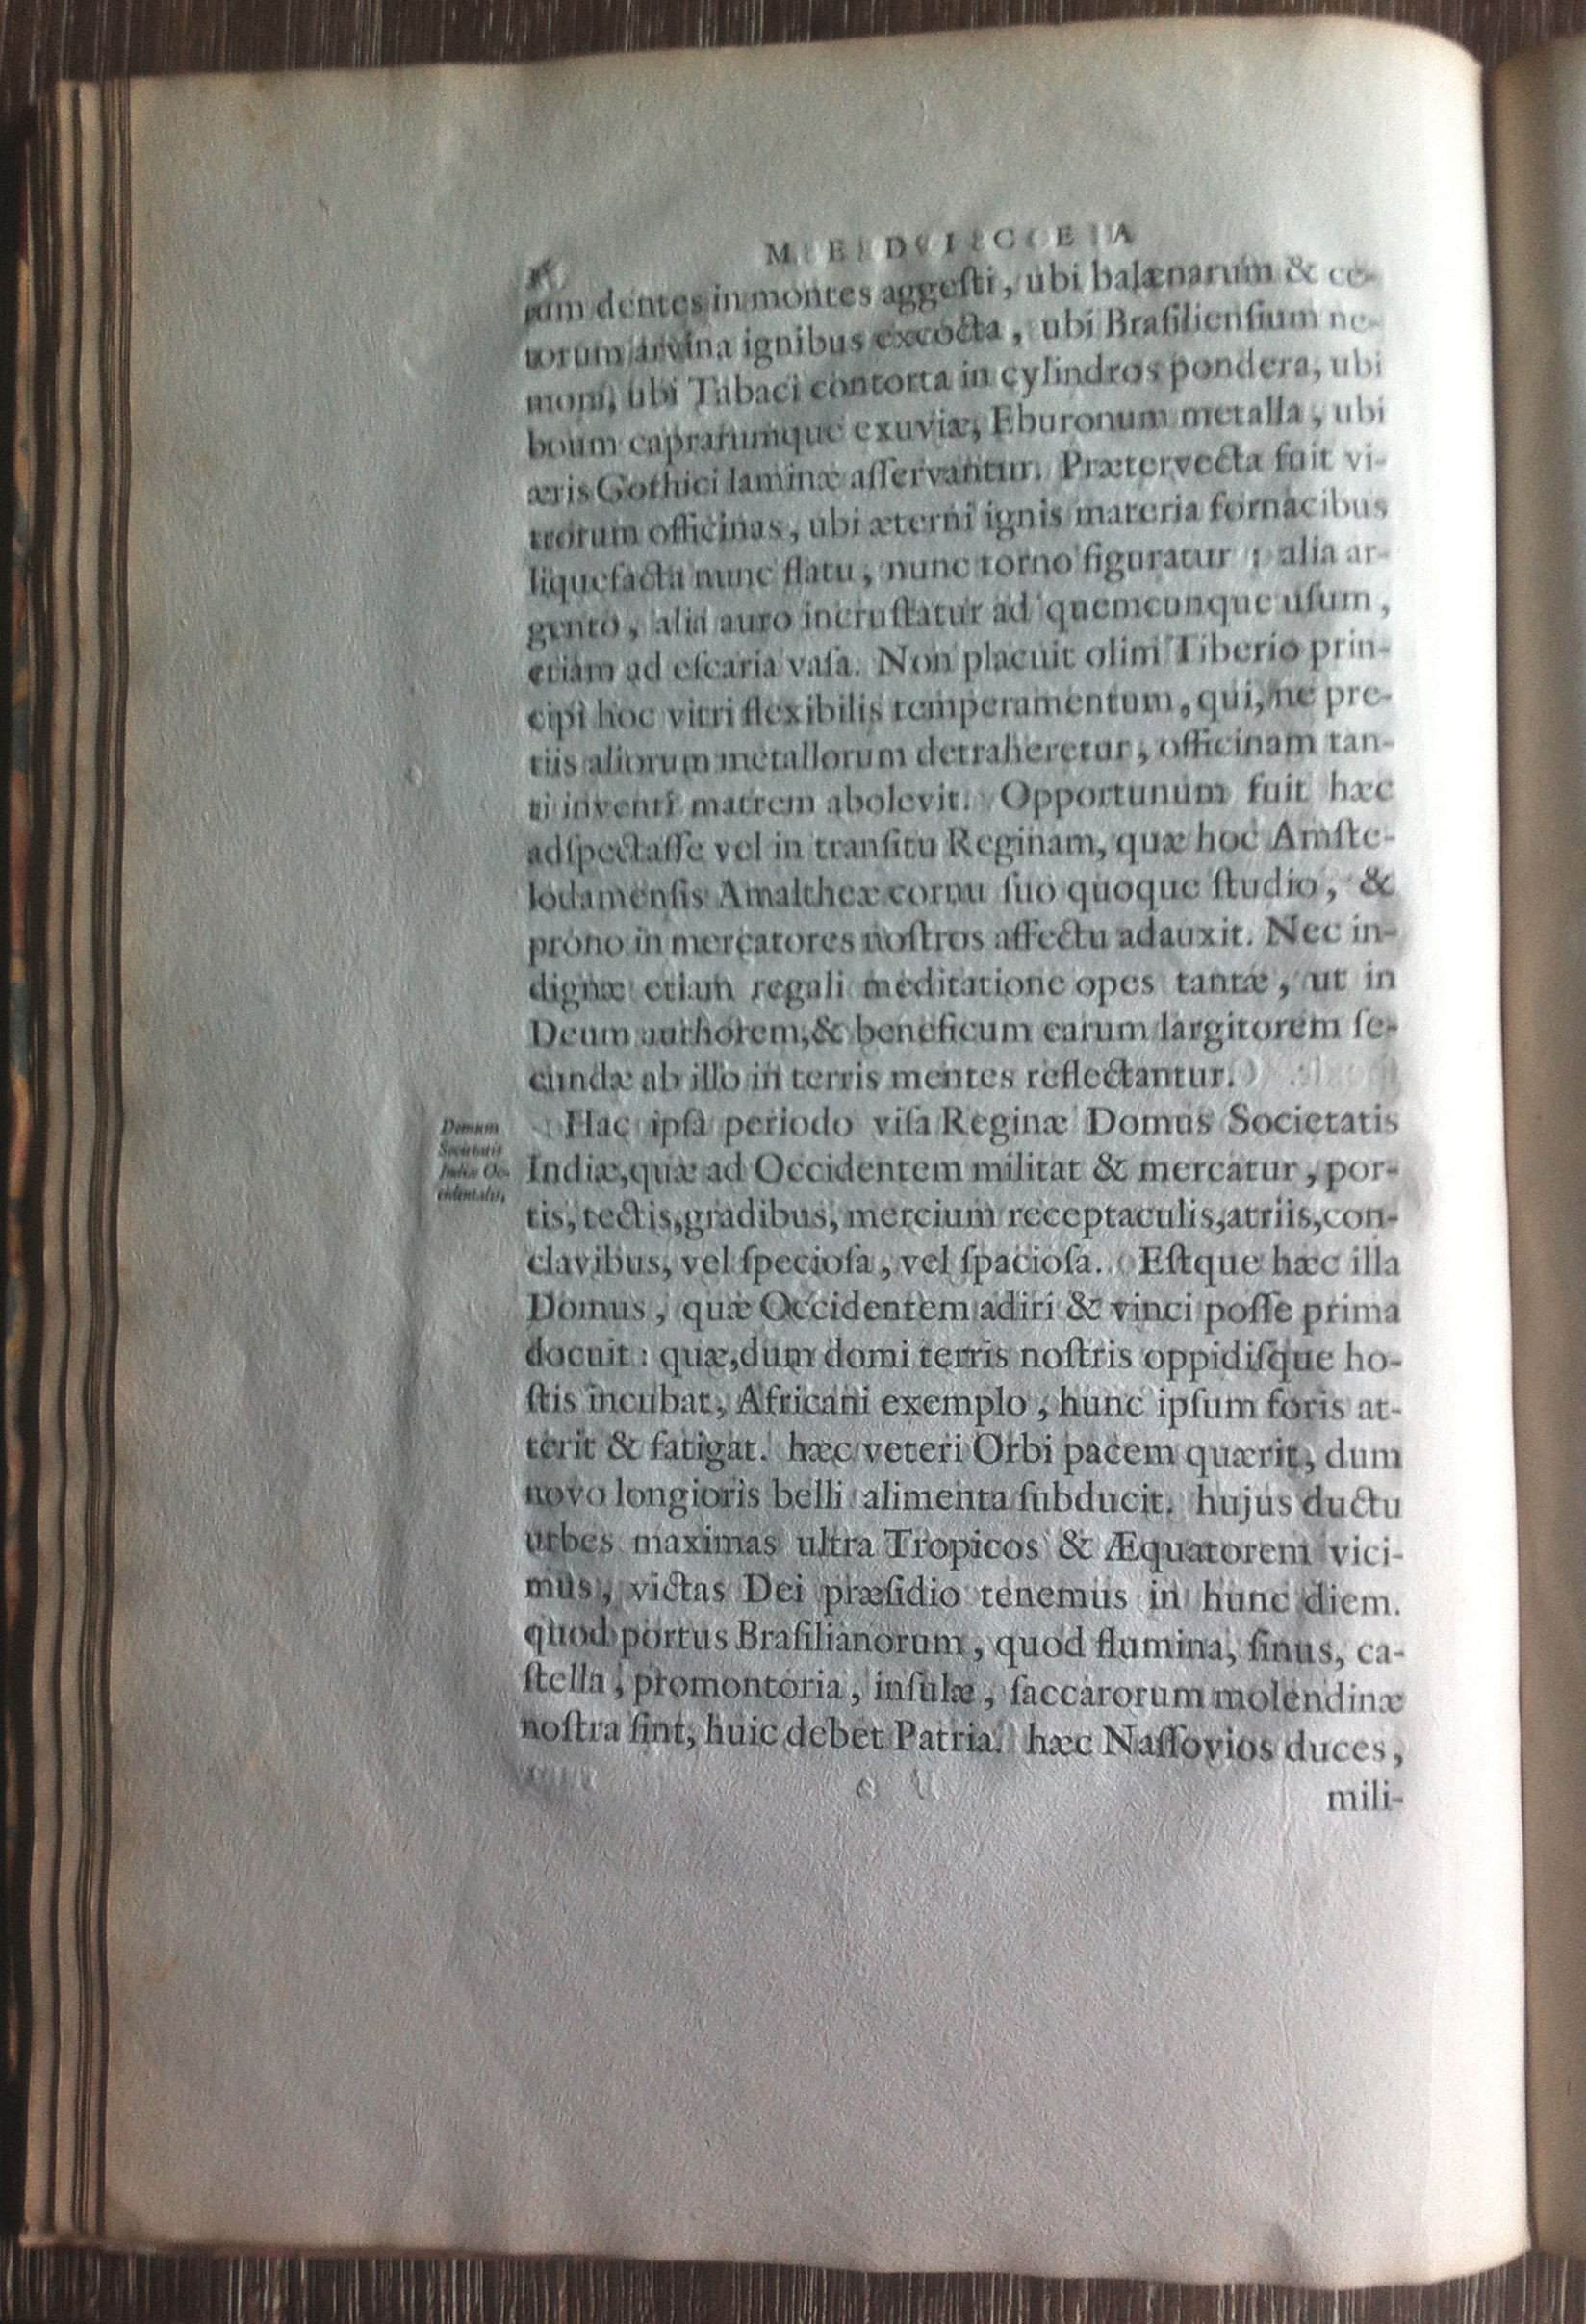 MEDICEA
rum dentes in montes aggeſti, ubi balænarum & ce-
torum arvina ignibus excocta, ubi Braſilienſium ne-
mora, ubi Tabaci contorta in cylindros pondera, ubi
boum caprarumque exuviæ, Eburonum metalla, ubi
æris Gothici laminæ aſſervantur. Prætervecta fuit vi-
trorum officinas, ubi æterni ignis materia fornacibus
liquefacta nunc flatu, nunc torno figuratur; alia ar-
gento, alia auro incruſtatur ad quemcunque uſum,
etiam ad eſcaria vaſa. Non placuit olim Tiberio prin-
cipi hoc vitri flexibilis temperamentum, qui, ne pre-
tiis aliorum metallorum detraheretur, officinam tan-
ti inventi matrem abolevit. Opportunum fuit hæc
adſpectaſſe vel in tranſitu Reginam, quæ hoc Amſte-
lodamenſis Amaltheæ cornu ſuo quoque ſtudio, &
prono in mercatores noſtros affectu adauxit. Nec in-
dignæ etiam regali meditatione opes tantæ, ut in
Deum authorem, & beneficum earum largitorem ſe-
cundæ ab illo in terris mentes reflectantur.
Domum
Societatis
Indiæ Oc-
cidentalis,
Hac ipſâ periodo viſa Reginæ Domus Societatis
Indiæ, quæ ad Occidentem militat & mercatur, por-
tis, tectis, gradibus, mercium receptaculis, atriis, con-
clavibus, vel ſpecioſa, vel ſpacioſa. Eſtque hæc illa
Domus, quæ Occidentem adiri & vinci poſſe prima
docuit: quæ, dum domi terris noſtris oppidiſque ho-
ſtis incubat, Africani exemplo, hunc ipſum foris at-
terit & fatigat. hæc veteri Orbi pacem quærit, dum
novo longioris belli alimenta ſubducit. hujus ductu
urbes maximas ultra Tropicos & Æquatorem vici-
mus, victas Dei præſidio tenemus in hunc diem.
quod portus Braſilianorum, quod flumina, ſinus, ca-
ſtella, promontoria, inſulæ, ſaccarorum molendinæ
noſtra ſint, huic debet Patria. hæc Naſſovios duces,
mili-